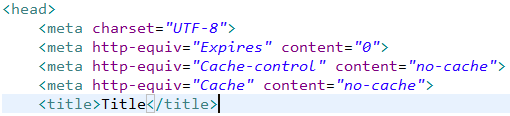 <head>
<meta charset="UTF-8">
<meta http-equiv="Expires" content="0">
<meta http-equiv="Cache-control" content="no-cache">
<meta http-equiv="Cache" content="no-cache">
<title>Title</title>